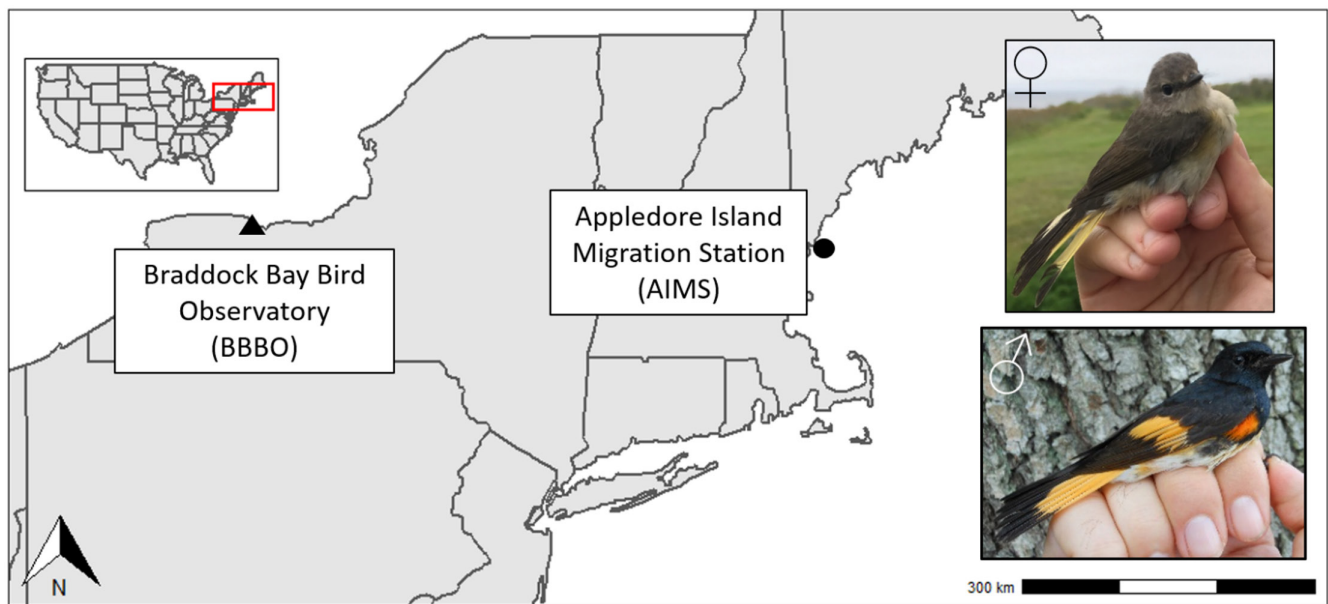 Braddock Bay Bird
Observatory
(BBBO)
Appledore Island
Migration Station
(AIMS)
N
300 km